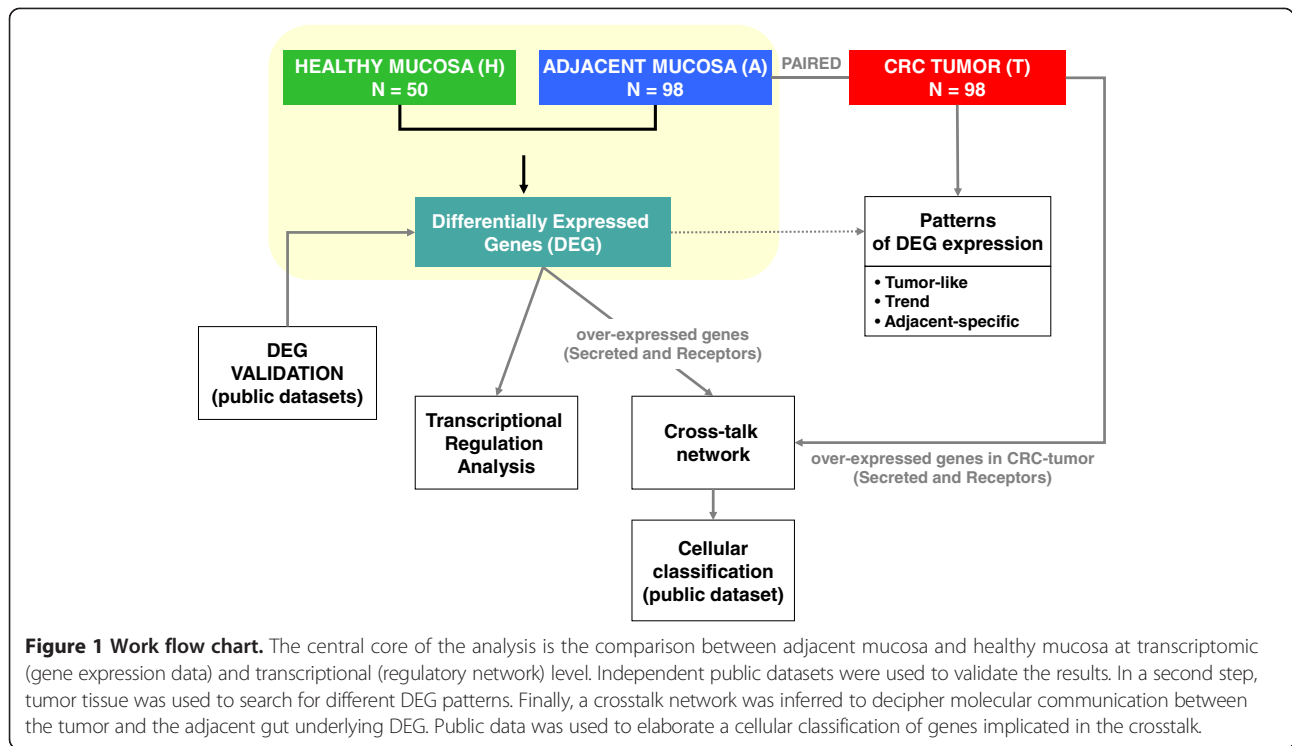 HEALTHY MUCOSA (H)
N = 50
ADJACENT MUCOSA (A)
N = 98
PAIRED
CRC TUMOR (T)
N = 98
Differentially Expressed
Genes (DEG)
Patterns
of DEG expression
• Tumor-like
• Trend
• Adjacent-specific
DEG
VALIDATION
(public datasets)
over-expressed genes
(Secreted and Receptors)
Transcriptional
Regulation
Analysis
Cross-talk
network
over-expressed genes in CRC-tumor
(Secreted and Receptors)
Cellular
classification
(public dataset)
Figure 1 Work flow chart. The central core of the analysis is the comparison between adjacent mucosa and healthy mucosa at transcriptomic
(gene expression data) and transcriptional (regulatory network) level. Independent public datasets were used to validate the results. In a second step,
tumor tissue was used to search for different DEG patterns. Finally, a crosstalk network was inferred to decipher molecular communication between
the tumor and the adjacent gut underlying DEG. Public data was used to elaborate a cellular classification of genes implicated in the crosstalk.